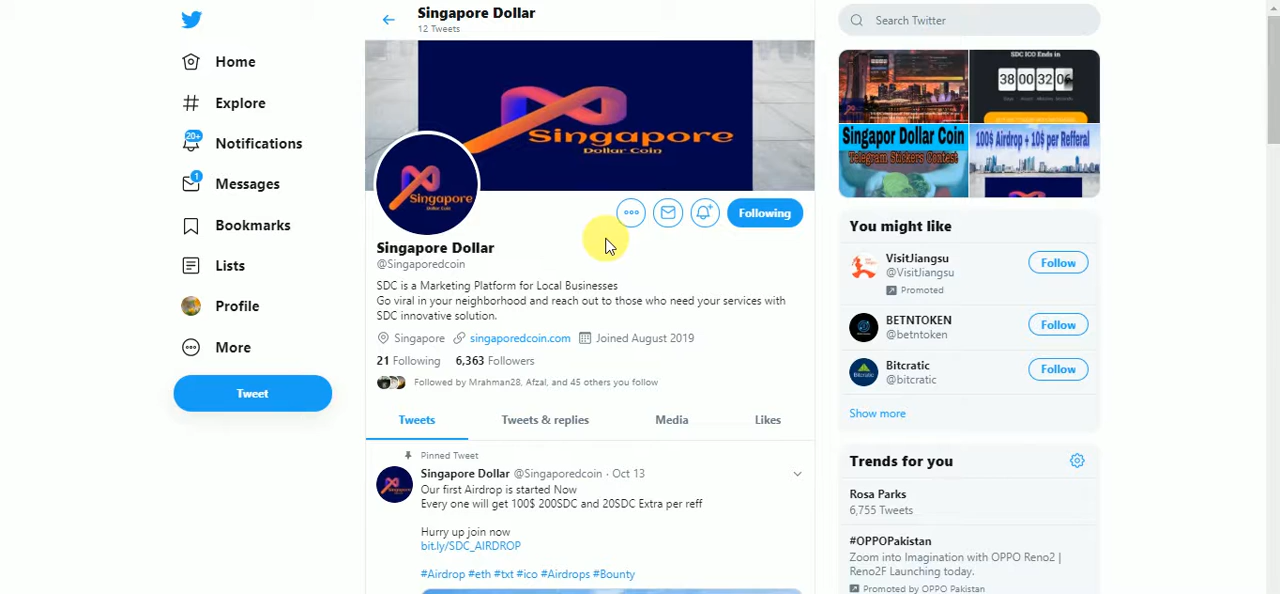 Singapore Dollar
12 Tweets
Search Twitter
Home
Explore
20+
Notifications
1
Messages
Bookmarks
Lists
Profile
More
Tweet
Singapore
Dollar Coin
Singapore
Dollar Coin
Following
Singapore Dollar
@Singaporedcoin
SDC is a Marketing Platform for Local Businesses
Go viral in your neighborhood and reach out to those who need your services with
SDC innovative solution.
Singapore singaporedcoin.com Joined August 2019
21 Following 6,363 Followers
Followed by Mrahman28, Afzal, and 45 others you follow
Tweets Tweets & replies Media Likes
Pinned Tweet
Singapore Dollar @Singaporedcoin · Oct 13
Our first Airdrop is started Now
Every one will get 100$ 200SDC and 20SDC Extra per reff
Hurry up join now
bit.ly/SDC_AIRDROP
#Airdrop #eth #txt #ico #Airdrops #Bounty
SDC ICO Ends in
38 00 32 06
Singapor Dollar Coin
Telegram Stickers Contest
100$ Airdrop + 10$ per Refferal
You might like
VisitJiangsu
@VisitJiangsu
Promoted
Follow
BETNTOKEN
@betntoken
Follow
Bitcratic
@bitcratic
Follow
Show more
Trends for you
Rosa Parks
6,755 Tweets
#OPPOPakistan
Zoom into Imagination with OPPO Reno2 |
Reno2F Launching today.
Promoted by OPPO Pakistan